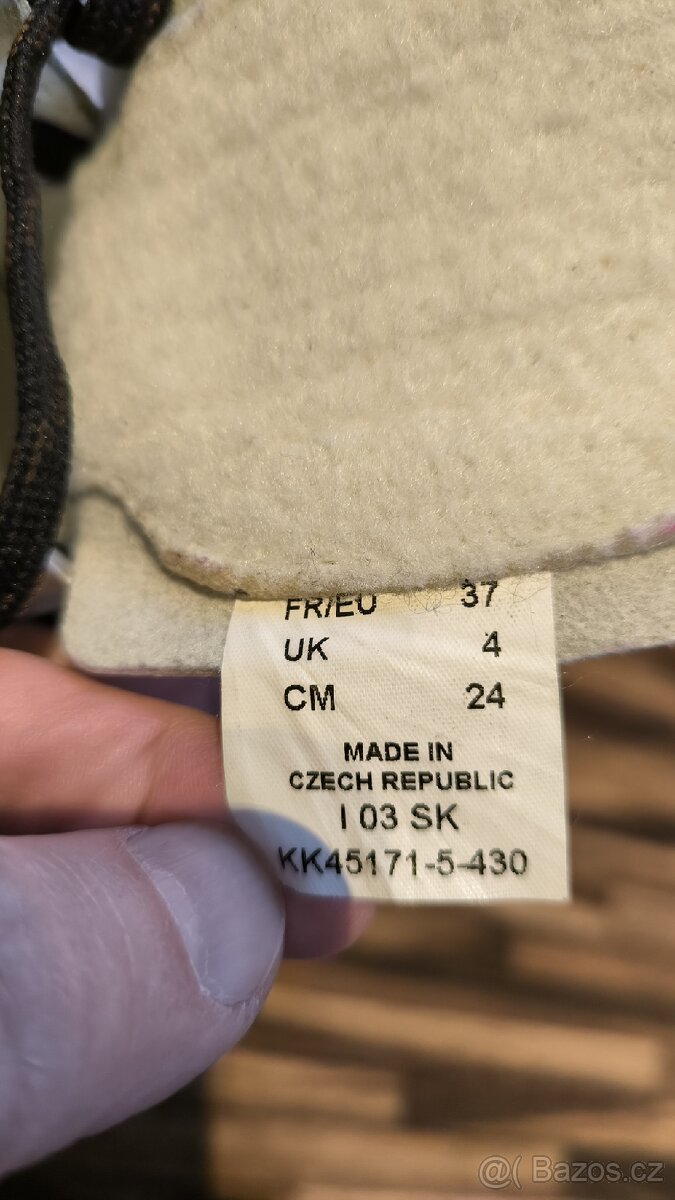 FR/EU 37
UK 4
CM 24
MADE IN
CZECH REPUBLIC
I 03 SK
KK45171-5-430
@( Bazos.cz